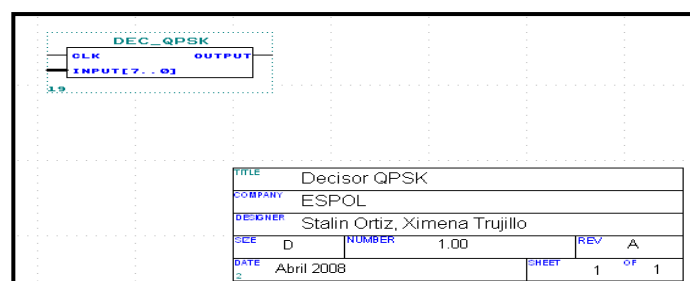 DEC_QPSK
CLK OUTPUT
INPUT[7..0]
19
TITLE Decisor QPSK
COMPANY ESPOL
DESIGNER Stalin Ortiz, Ximena Trujillo
SIZE D NUMBER 1.00 REV A
DATE Abril 2008 SHEET 1 OF 1
2